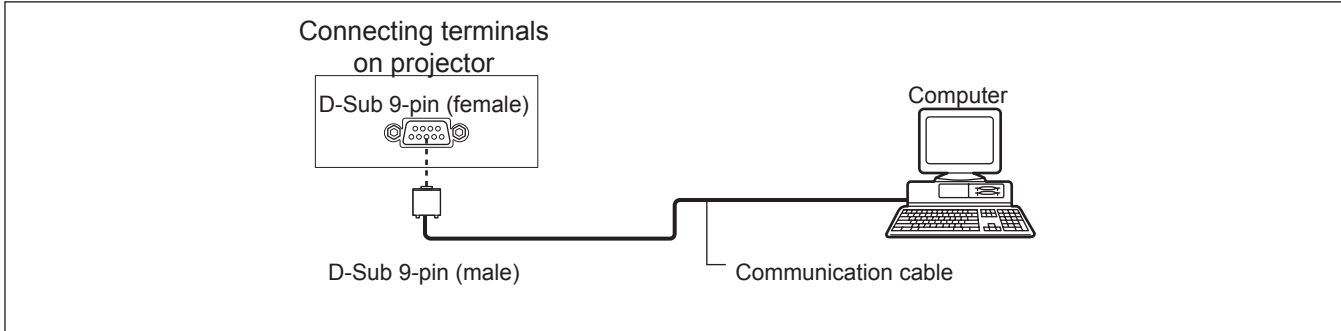 Connecting terminals
on projector
D-Sub 9-pin (female)
Computer
D-Sub 9-pin (male)
Communication cable